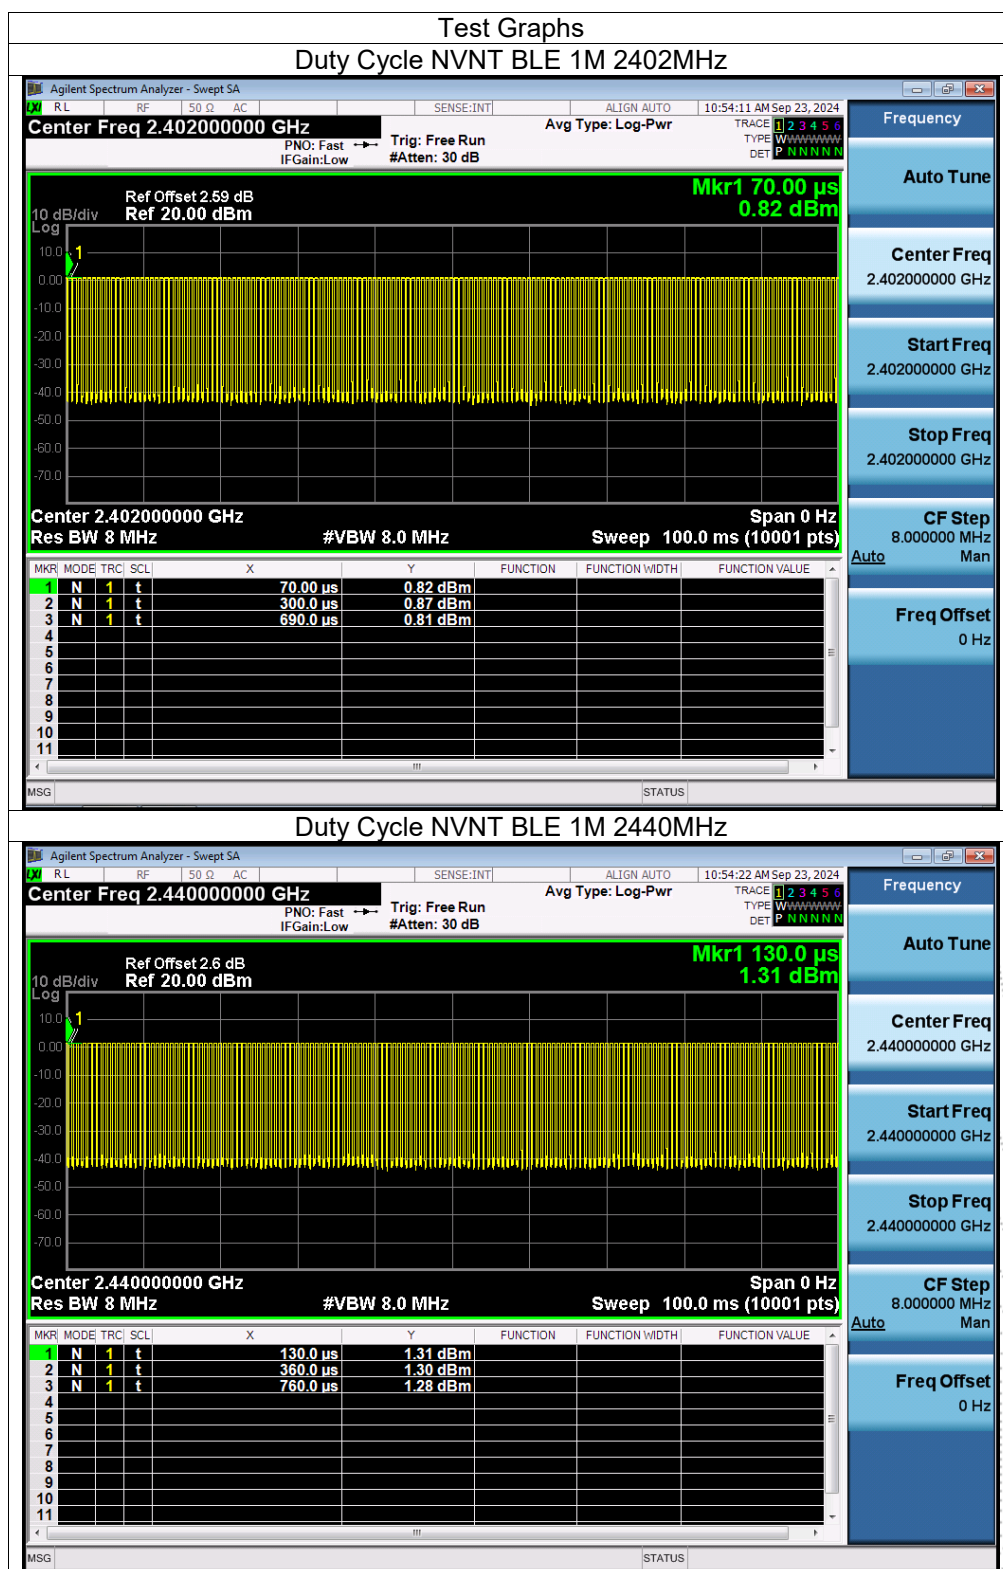 Test Graphs
Duty Cycle NVNT BLE 1M 2402MHz
Agilent Spectrum Analyzer - Swept SA
LXI RL RF 50 Ω AC SENSE:INT ALIGN AUTO 10:54:11 AM Sep 23, 2024
Center Freq 2.402000000 GHz Avg Type: Log-Pwr TRACE 1 2 3 4 5 6
PNO: Fast Trig: Free Run TYPE WWWWWW
IFGain:Low #Atten: 30 dB DET P N N N N N
Frequency
Mkr1 70.00 µs
0.82 dBm
Ref Offset 2.59 dB
10 dB/div Ref 20.00 dBm
Log
10.0
1
0.00
-10.0
-20.0
-30.0
-40.0
-50.0
-60.0
-70.0
Center 2.402000000 GHz Span 0 Hz
Res BW 8 MHz #VBW 8.0 MHz Sweep 100.0 ms (10001 pts)
MKR MODE TRC SCL X Y FUNCTION FUNCTION WIDTH FUNCTION VALUE
1 N 1 t 70.00 µs 0.82 dBm
2 N 1 t 300.0 µs 0.87 dBm
3 N 1 t 690.0 µs 0.81 dBm
4
5
6
7
8
9
10
11
MSG STATUS
Auto Tune
Center Freq
2.402000000 GHz
Start Freq
2.402000000 GHz
Stop Freq
2.402000000 GHz
CF Step
8.000000 MHz
Auto Man
Freq Offset
0 Hz
Duty Cycle NVNT BLE 1M 2440MHz
Agilent Spectrum Analyzer - Swept SA
LXI RL RF 50 Ω AC SENSE:INT ALIGN AUTO 10:54:22 AM Sep 23, 2024
Center Freq 2.440000000 GHz Avg Type: Log-Pwr TRACE 1 2 3 4 5 6
PNO: Fast Trig: Free Run TYPE WWWWWW
IFGain:Low #Atten: 30 dB DET P N N N N N
Frequency
Mkr1 130.0 µs
1.31 dBm
Ref Offset 2.6 dB
10 dB/div Ref 20.00 dBm
Log
10.0
1
0.00
-10.0
-20.0
-30.0
-40.0
-50.0
-60.0
-70.0
Center 2.440000000 GHz Span 0 Hz
Res BW 8 MHz #VBW 8.0 MHz Sweep 100.0 ms (10001 pts)
MKR MODE TRC SCL X Y FUNCTION FUNCTION WIDTH FUNCTION VALUE
1 N 1 t 130.0 µs 1.31 dBm
2 N 1 t 360.0 µs 1.30 dBm
3 N 1 t 760.0 µs 1.28 dBm
4
5
6
7
8
9
10
11
MSG STATUS
Auto Tune
Center Freq
2.440000000 GHz
Start Freq
2.440000000 GHz
Stop Freq
2.440000000 GHz
CF Step
8.000000 MHz
Auto Man
Freq Offset
0 Hz